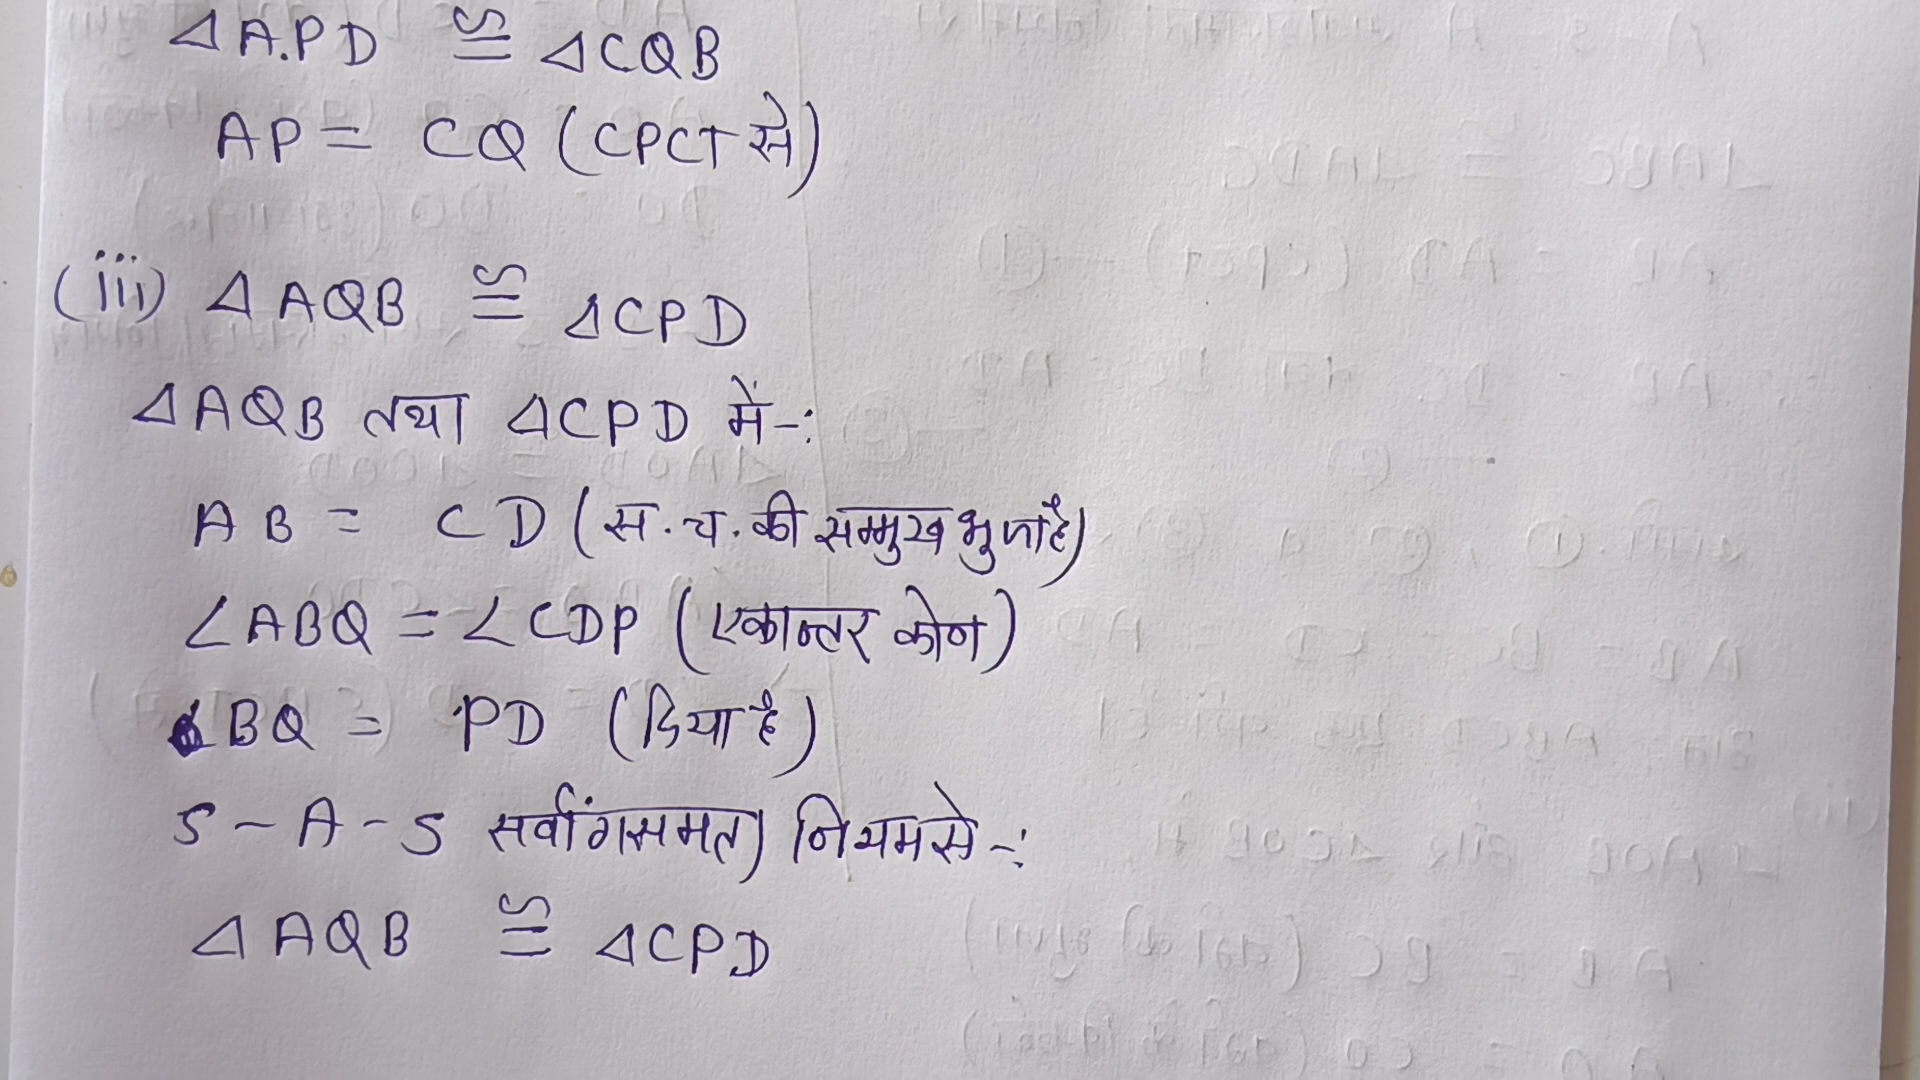 △A.PD ≅ △CQB
AP = CQ (CPCT से)
(iii) △AQB ≅ △CPD
△AQB तथा △CPD में-:
AB = CD (स.च.की सम्मुख भुजा है)
∠ABQ = ∠CDP (एकान्तर कोण)
BQ = PD (दिया है)
S-A-S सर्वांगसमता नियम से-:
△AQB ≅ △CPD